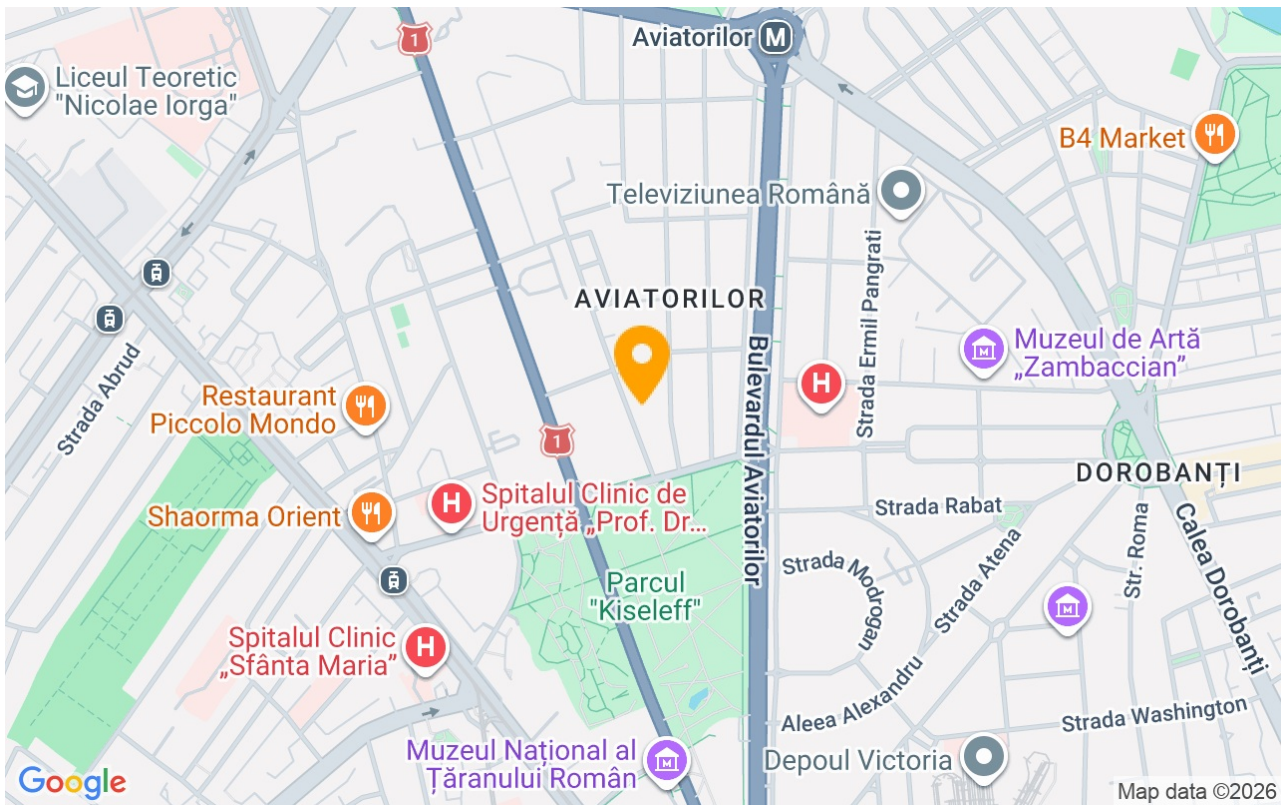 1
Aviatorilor M
Liceul Teoretic
"Nicolae Iorga"
B4 Market
Televiziunea Română
Strada Ermil Pangrati
AVIATORILOR
Strada Abrud
Bulevardul Aviatorilor
Muzeul de Artă
„Zambaccian”
H
Restaurant
Piccolo Mondo
1
DOROBANȚI
H
Spitalul Clinic de
Urgență „Prof. Dr...
Shaorma Orient
Strada Rabat
Str. Roma
Calea Dorobanți
Strada Atena
Strada Modrogan
Parcul
"Kiseleff"
Spitalul Clinic
„Sfânta Maria”
H
Aleea Alexandru
Strada Washington
Muzeul Național al
Țăranului Român
Depoul Victoria
Google
Map data ©2026